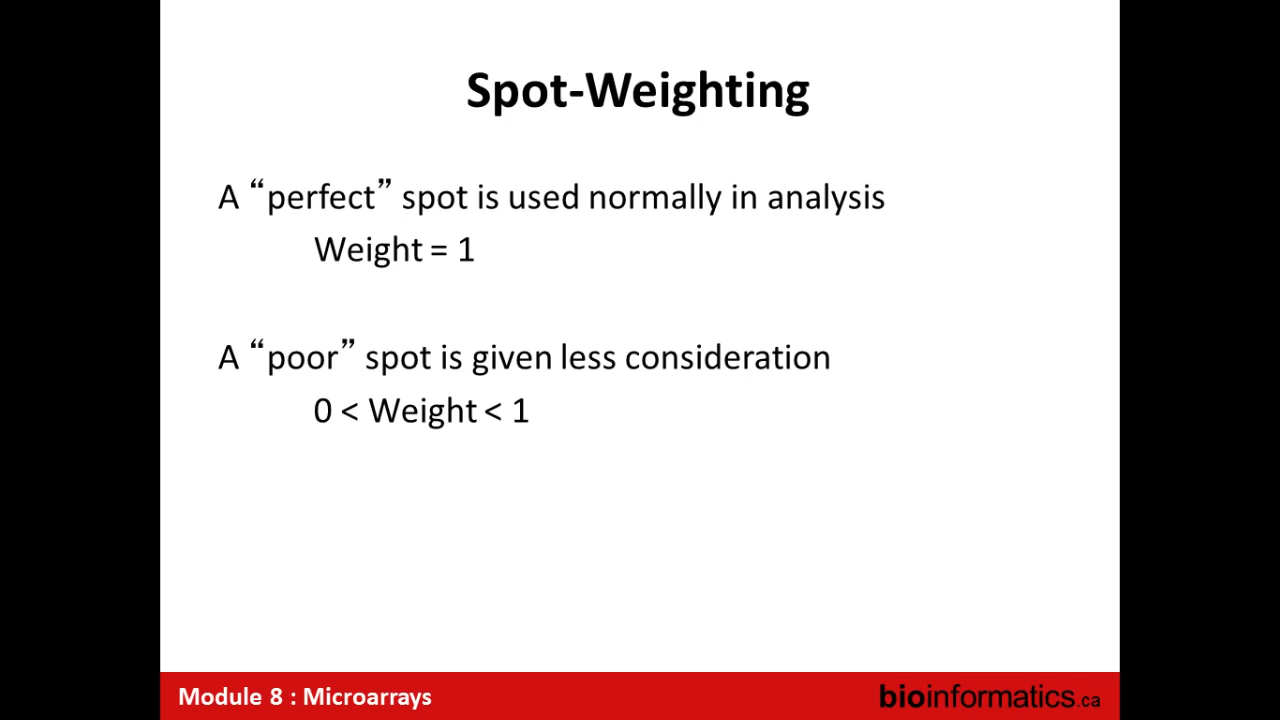 Spot-Weighting
A “perfect” spot is used normally in analysis
Weight = 1
A “poor” spot is given less consideration
0 < Weight < 1
Module 8 : Microarrays
bioinformatics.ca